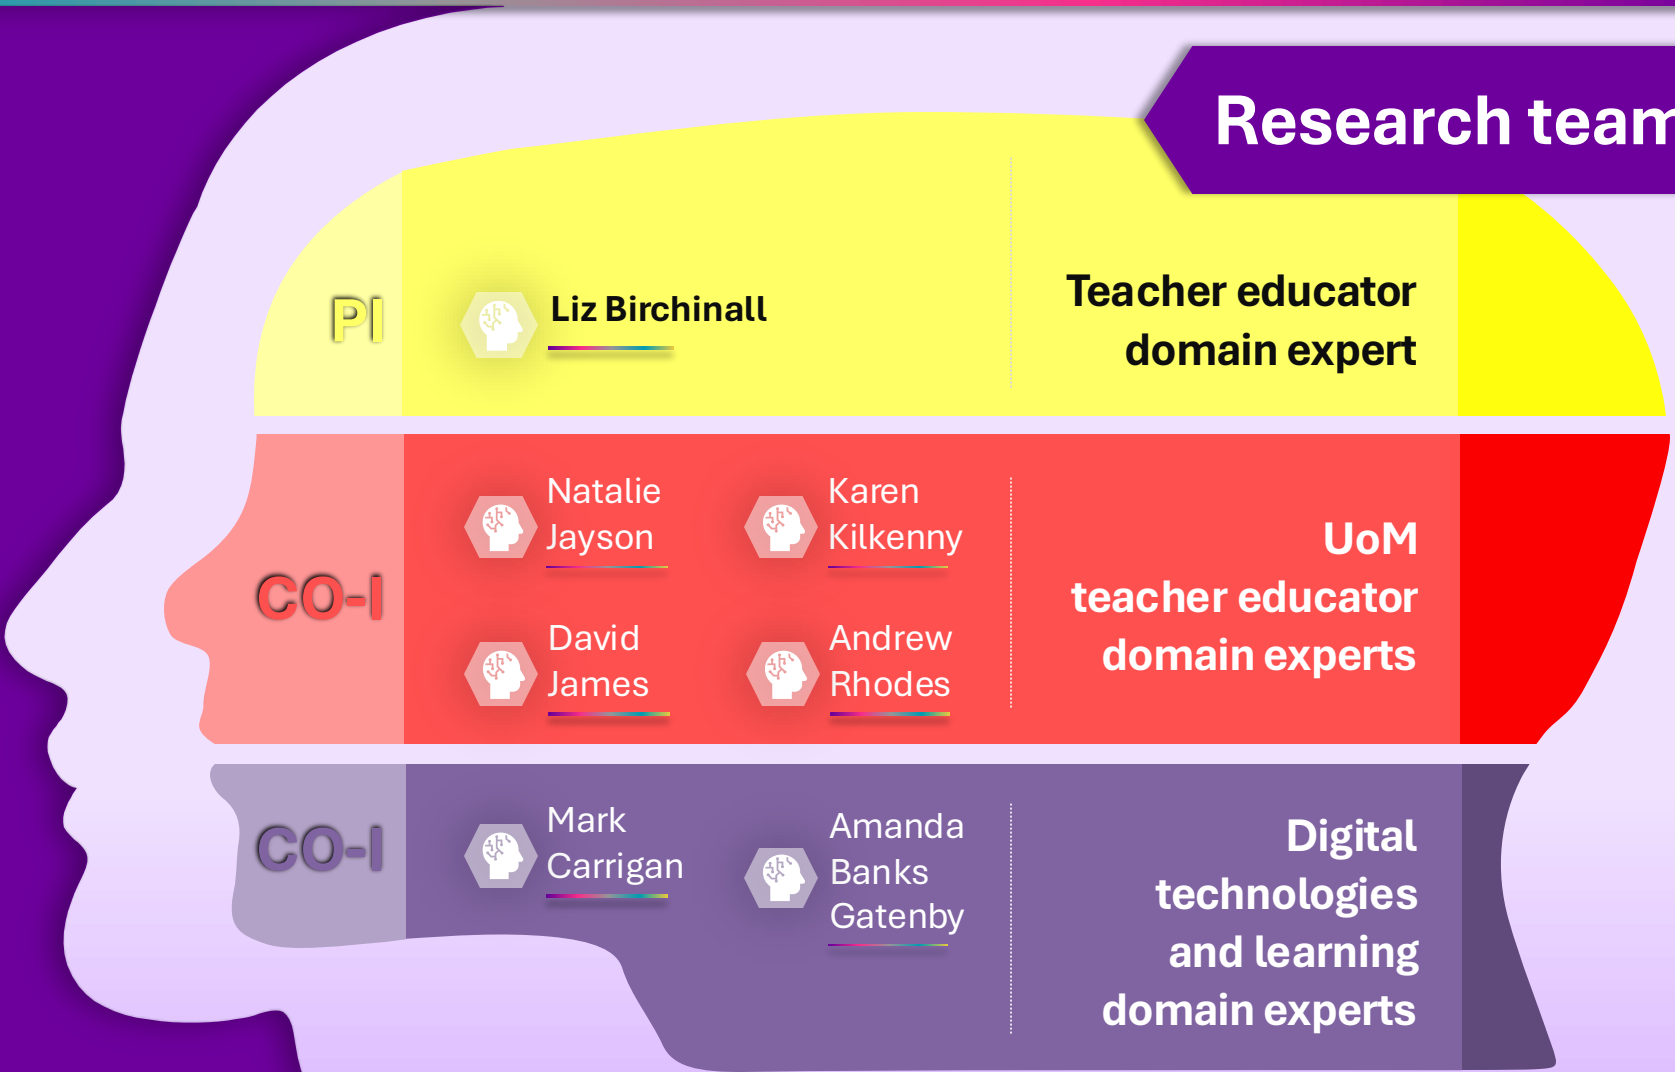 Research team
PI
Liz Birchinall
Teacher educator
domain expert
CO-I
Natalie
Jayson
Karen
Kilkenny
David
James
Andrew
Rhodes
UoM
teacher educator
domain experts
CO-I
Mark
Carrigan
Amanda
Banks
Gatenby
Digital
technologies
and learning
domain experts